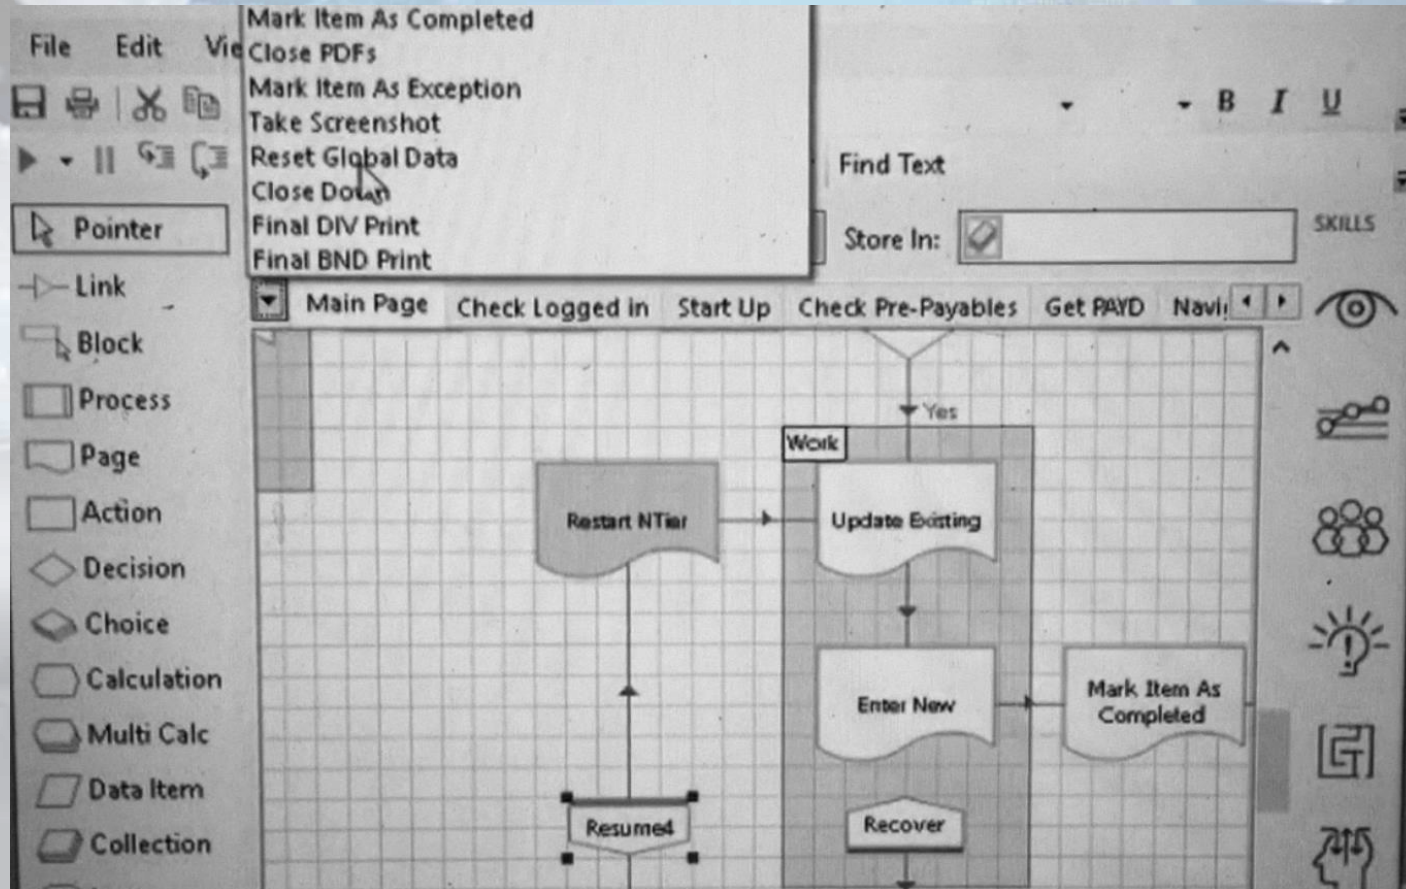 Mark Item As Completed
File Edit
Close PDFs
Mark Item As Exception
B I U
Take Screenshot
Reset Global Data
Find Text
Close Down
Pointer
Final DIV Print
Store In:
SKILLS
Final BND Print
Link
Main Page Check Logged in Start Up Check Pre-Payables Get PAYD
Block
Process
Yes
Work
Page
Action
Restart NTier
Update Existing
Decision
Choice
Calculation
Enter New
Mark Item As
Completed
Multi Calc
Data Item
Resume4
Recover
Collection